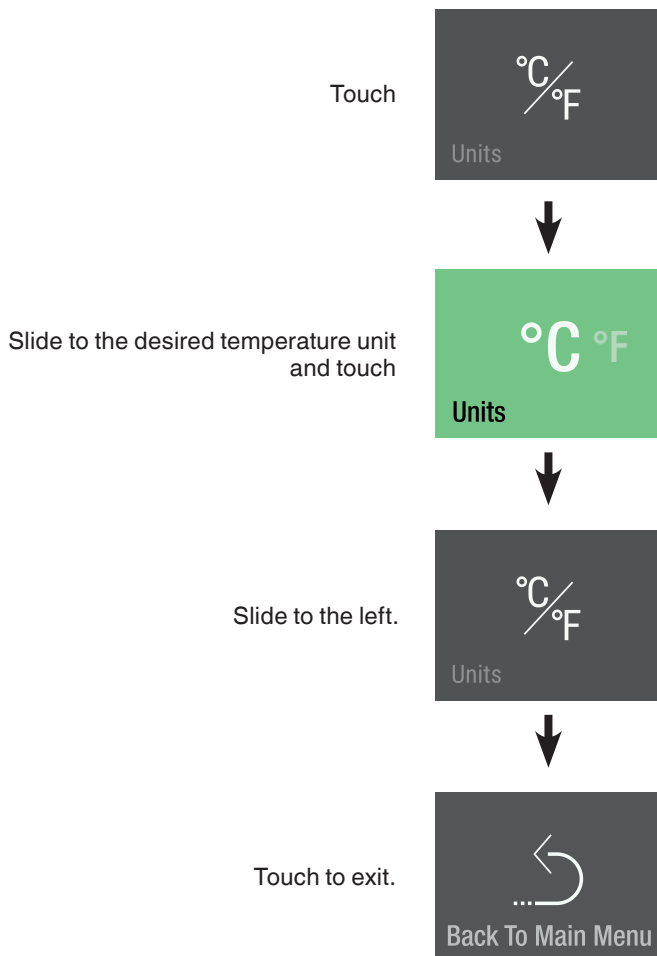 Touch
°C/°F
Units
Slide to the desired temperature unit
and touch
°C °F
Units
Slide to the left.
°C/°F
Units
Touch to exit.
Back To Main Menu